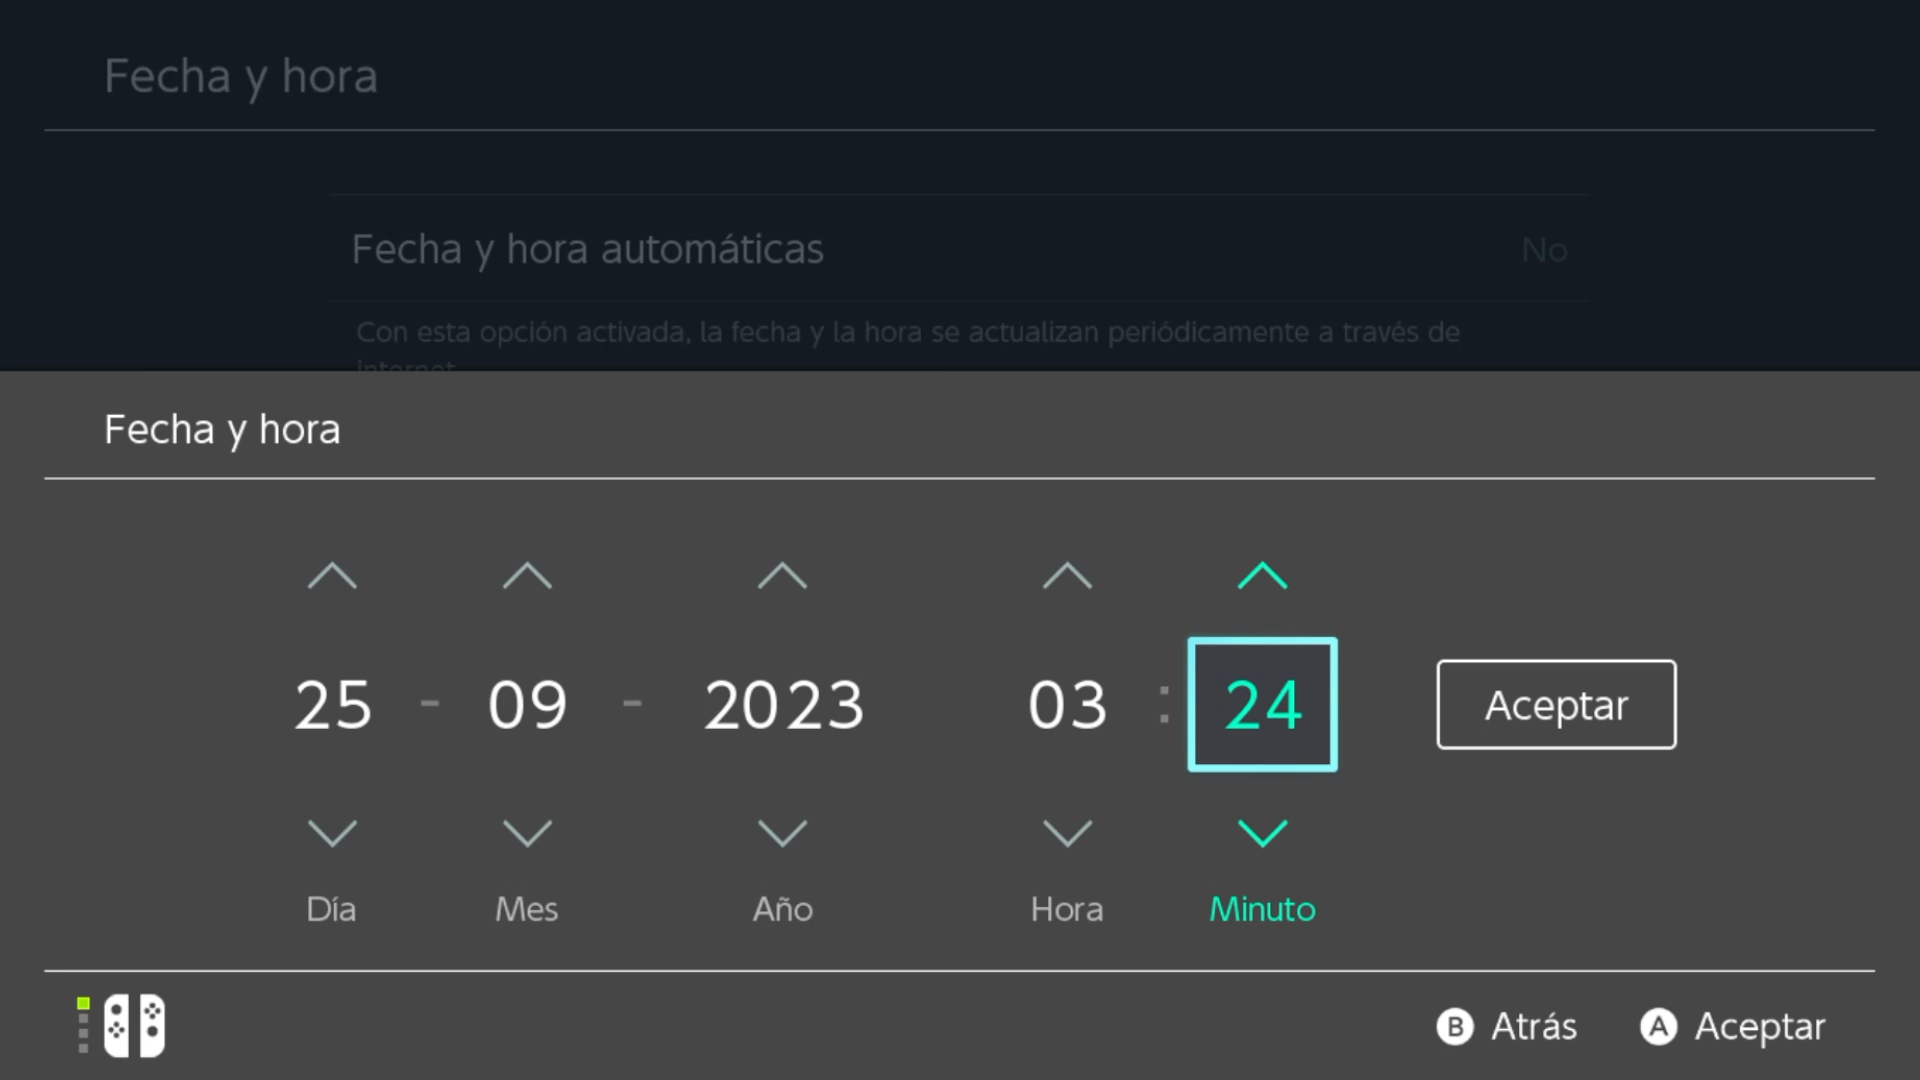 Fecha y hora
Fecha y hora automáticas No
Con esta opción activada, la fecha y la hora se actualizan periódicamente a través de
internet
Fecha y hora
25 - 09 - 2023 03 : 24 Aceptar
Día Mes Año Hora Minuto
B Atrás A Aceptar